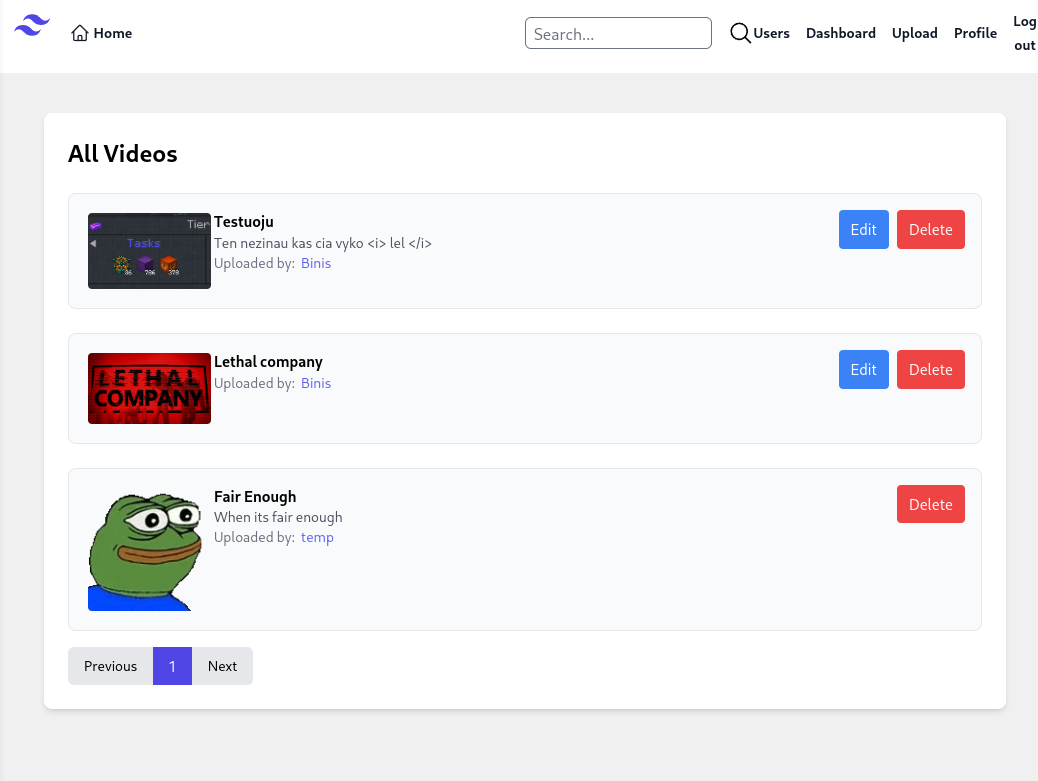 Home
Search...
Users
Dashboard
Upload
Profile
Log
out
All Videos
Tier
Tasks
36 786 378
Testuoju
Ten nezinau kas cia vyko <i> lel </i>
Uploaded by: Binis
Edit
Delete
LETHAL
COMPANY
Lethal company
Uploaded by: Binis
Edit
Delete
Fair Enough
When its fair enough
Uploaded by: temp
Delete
Previous
1
Next